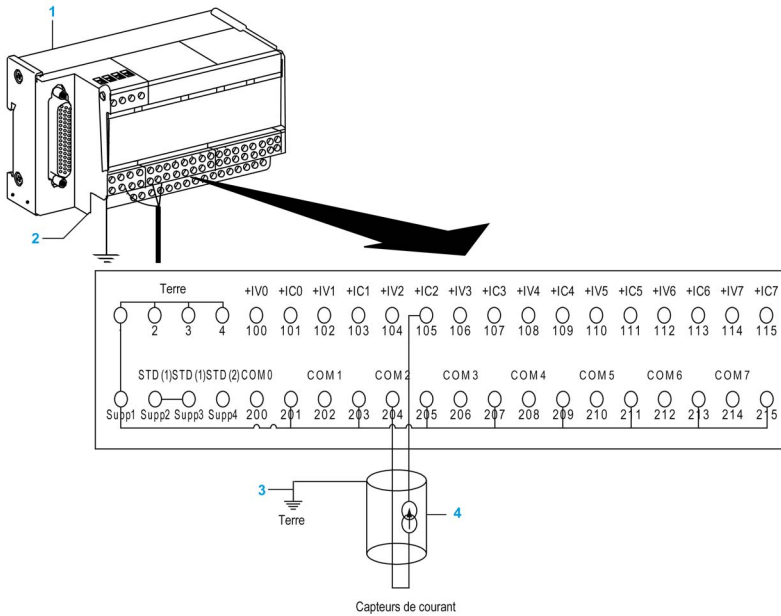 1
2
Terre
+IV0 +IC0 +IV1 +IC1 +IV2 +IC2 +IV3 +IC3 +IV4 +IC4 +IV5 +IC5 +IV6 +IC6 +IV7 +IC7
2 3 4 100 101 102 103 104 105 106 107 108 109 110 111 112 113 114 115
STD (1) STD (1) STD (2) COM 0 COM 1 COM 2 COM 3 COM 4 COM 5 COM 6 COM 7
Supp1 Supp2 Supp3 Supp4 200 201 202 203 204 205 206 207 208 209 210 211 212 213 214 215
3
Terre
4
Capteurs de courant